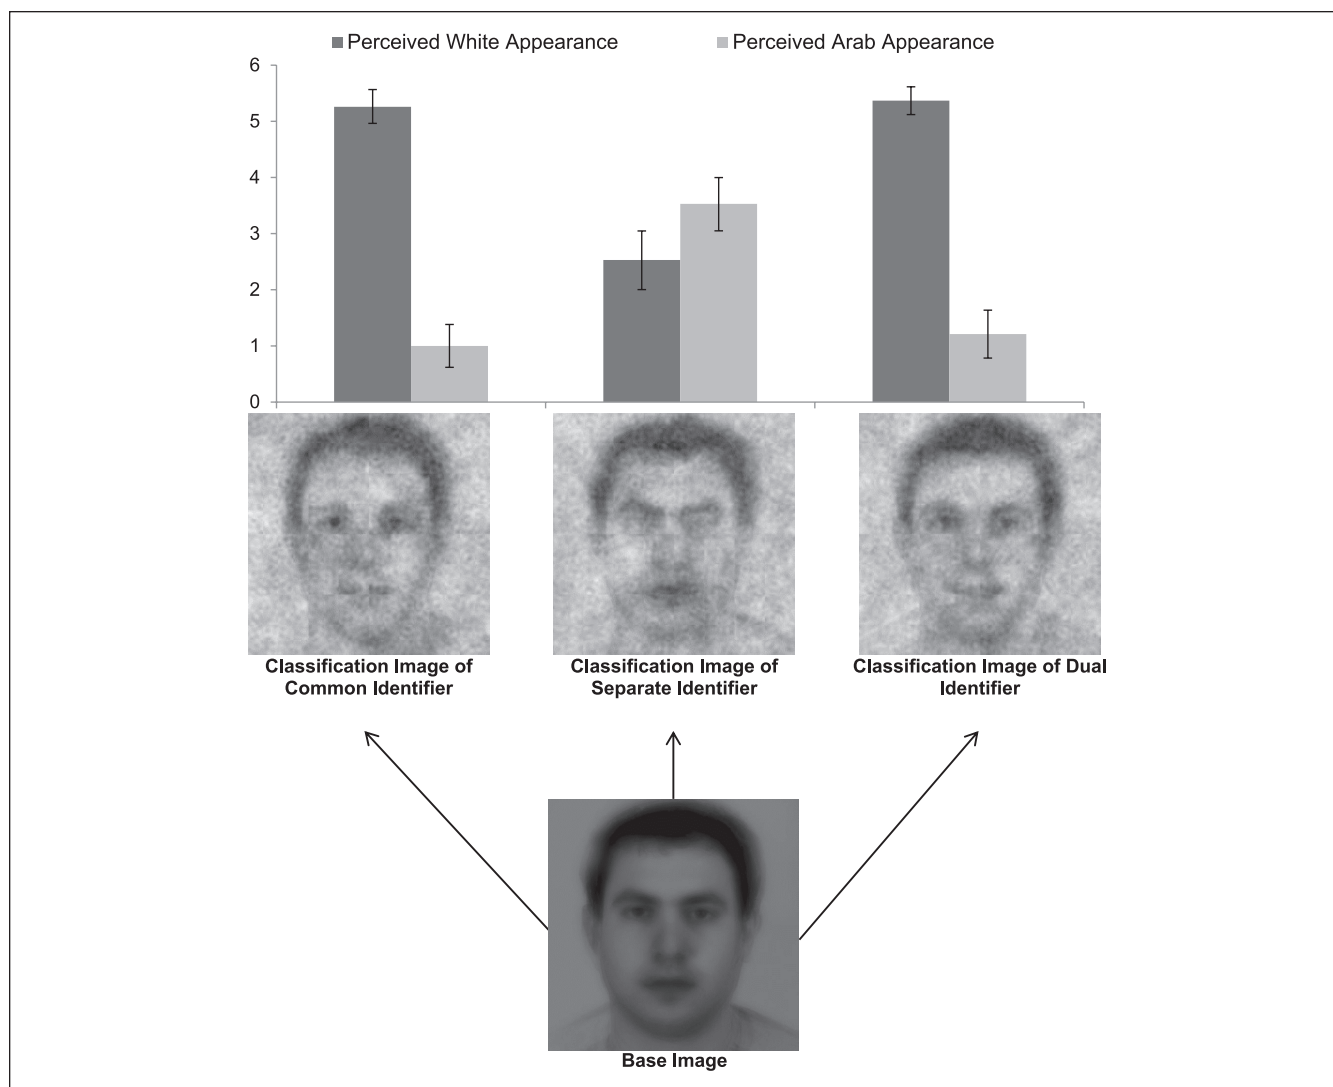 Perceived White Appearance Perceived Arab Appearance
6
5
4
3
2
1
0
Classification Image of
Common Identifier
Classification Image of
Separate Identifier
Classification Image of Dual
Identifier
Base Image